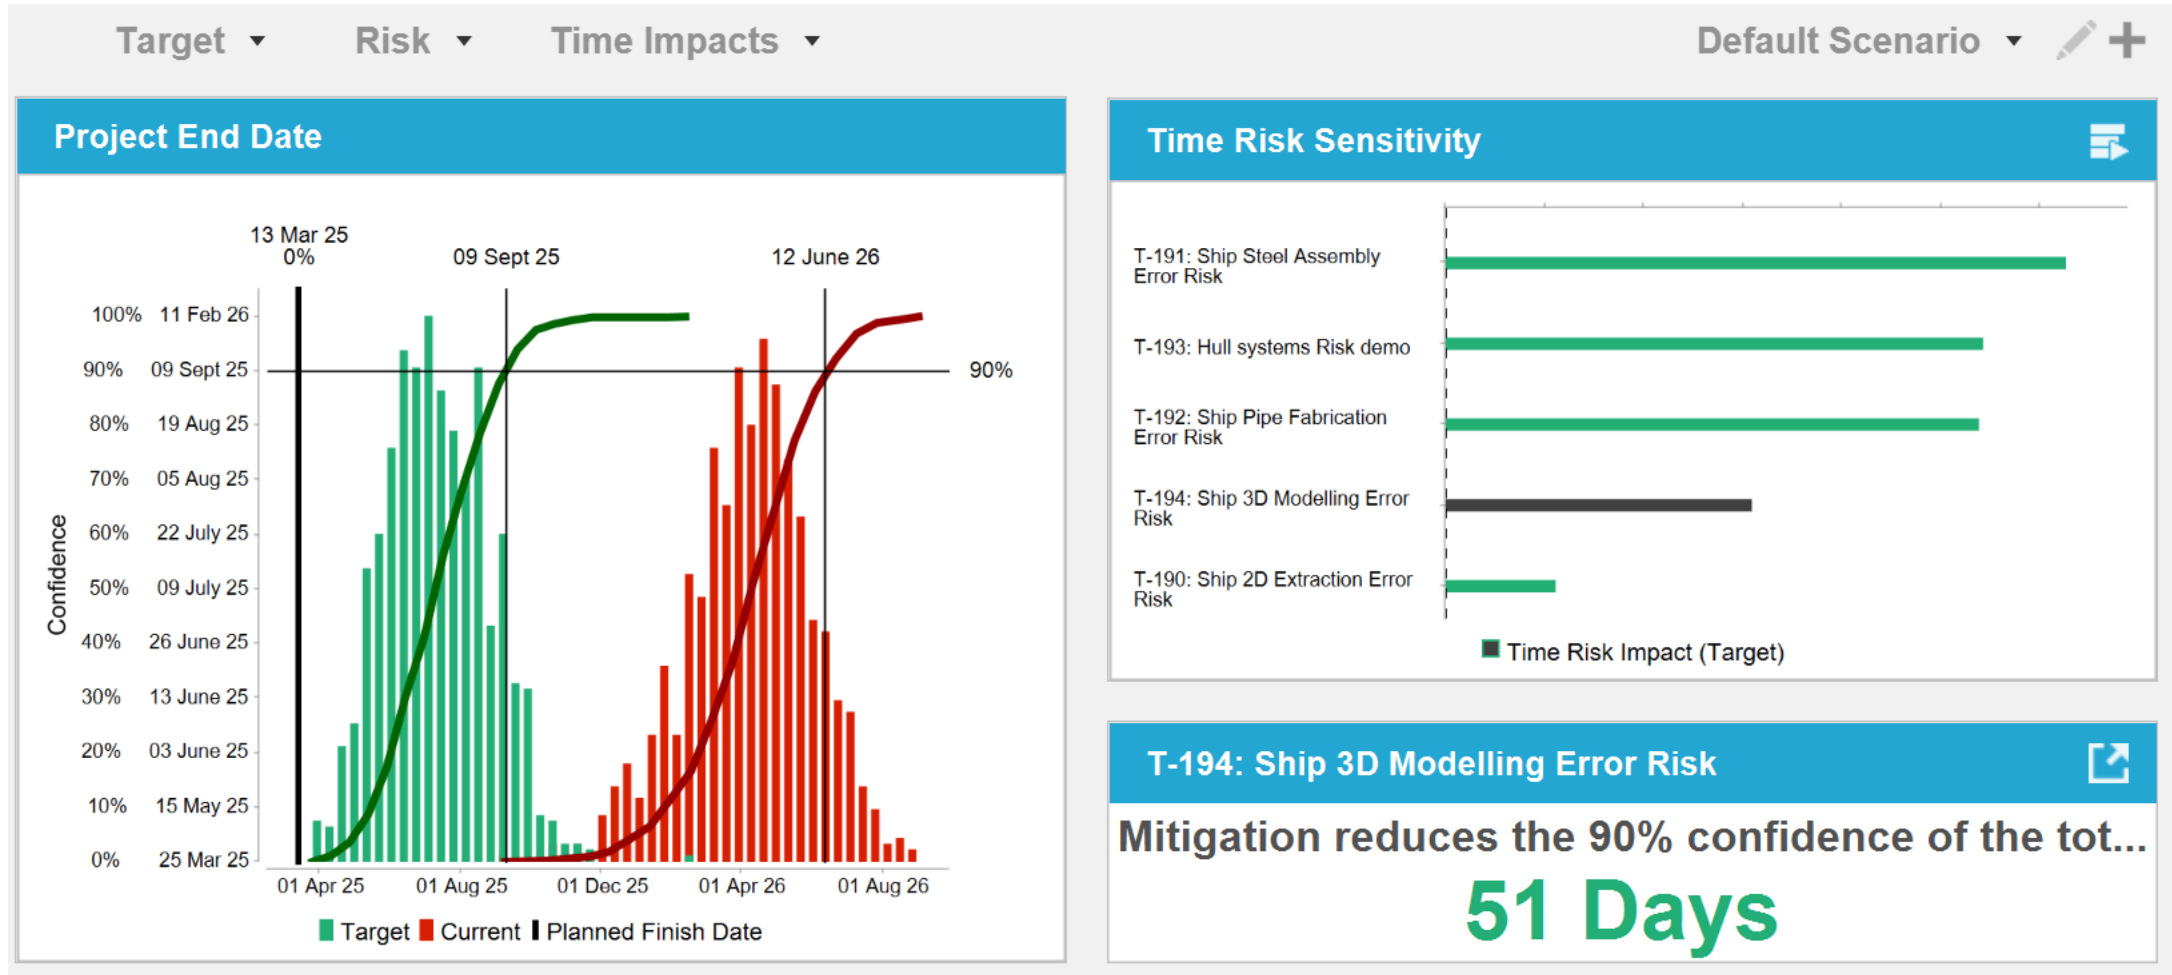 Target Risk Time Impacts Default Scenario
Project End Date
13 Mar 25
0%
09 Sept 25
12 June 26
100% 11 Feb 26
90% 09 Sept 25
90%
80% 19 Aug 25
70% 05 Aug 25
60% 22 July 25
50% 09 July 25
40% 26 June 25
30% 13 June 25
20% 03 June 25
10% 15 May 25
0% 25 Mar 25
Confidence
01 Apr 25 01 Aug 25 01 Dec 25 01 Apr 26 01 Aug 26
Target Current Planned Finish Date
Time Risk Sensitivity
T-191: Ship Steel Assembly
Error Risk
T-193: Hull systems Risk demo
T-192: Ship Pipe Fabrication
Error Risk
T-194: Ship 3D Modelling Error
Risk
T-190: Ship 2D Extraction Error
Risk
Time Risk Impact (Target)
T-194: Ship 3D Modelling Error Risk
Mitigation reduces the 90% confidence of the tot...
51 Days